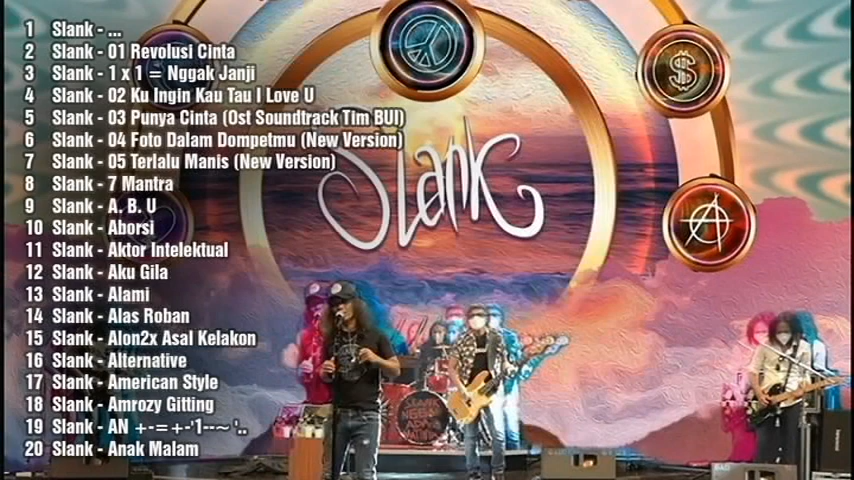 1 Slank - ...
2 Slank - 01 Revolusi Cinta
3 Slank - 1 x 1 = Nggak Janji
4 Slank - 02 Ku Ingin Kau Tau I Love U
5 Slank - 03 Punya Cinta (Ost Soundtrack Tim BUI)
6 Slank - 04 Foto Dalam Dompetmu (New Version)
7 Slank - 05 Terlalu Manis (New Version)
8 Slank - 7 Mantra
9 Slank - A. B. U
10 Slank - Aborsi
11 Slank - Aktor Intelektual
12 Slank - Aku Gila
13 Slank - Alami
14 Slank - Alas Roban
15 Slank - Alon2x Asal Kelakon
16 Slank - Alternative
17 Slank - American Style
18 Slank - Amrozy Gitting
19 Slank - AN +-=+-'1--~ '..
20 Slank - Anak Malam
Slank
$
SLANK
NGGAK
ADA